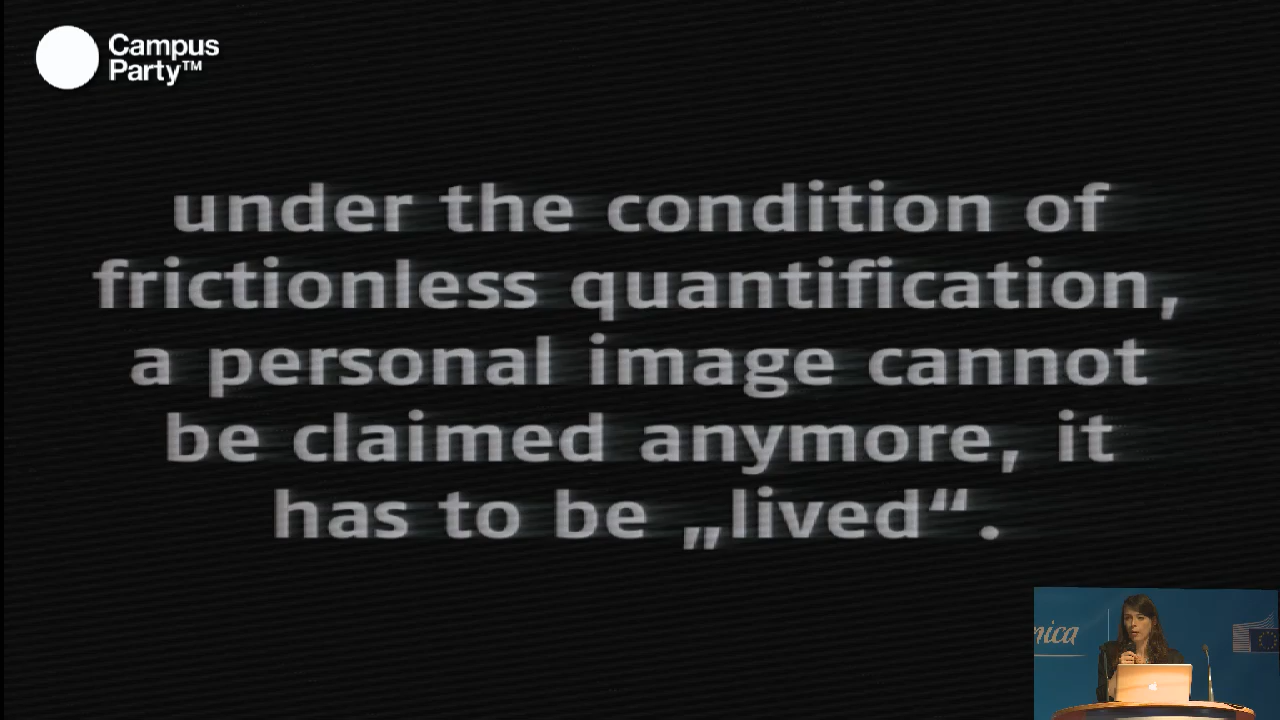 Campus
Party™
under the condition of
frictionless quantification,
a personal image cannot
be claimed anymore, it
has to be „lived“.